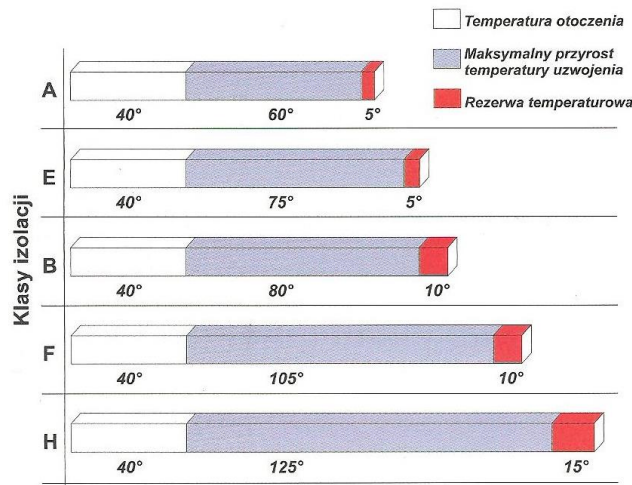 Temperatura otoczenia
Maksymalny przyrost
temperatury uzwojenia
Rezerwa temperaturowa
Klasy izolacji
A
40° 60° 5°
E
40° 75° 5°
B
40° 80° 10°
F
40° 105° 10°
H
40° 125° 15°